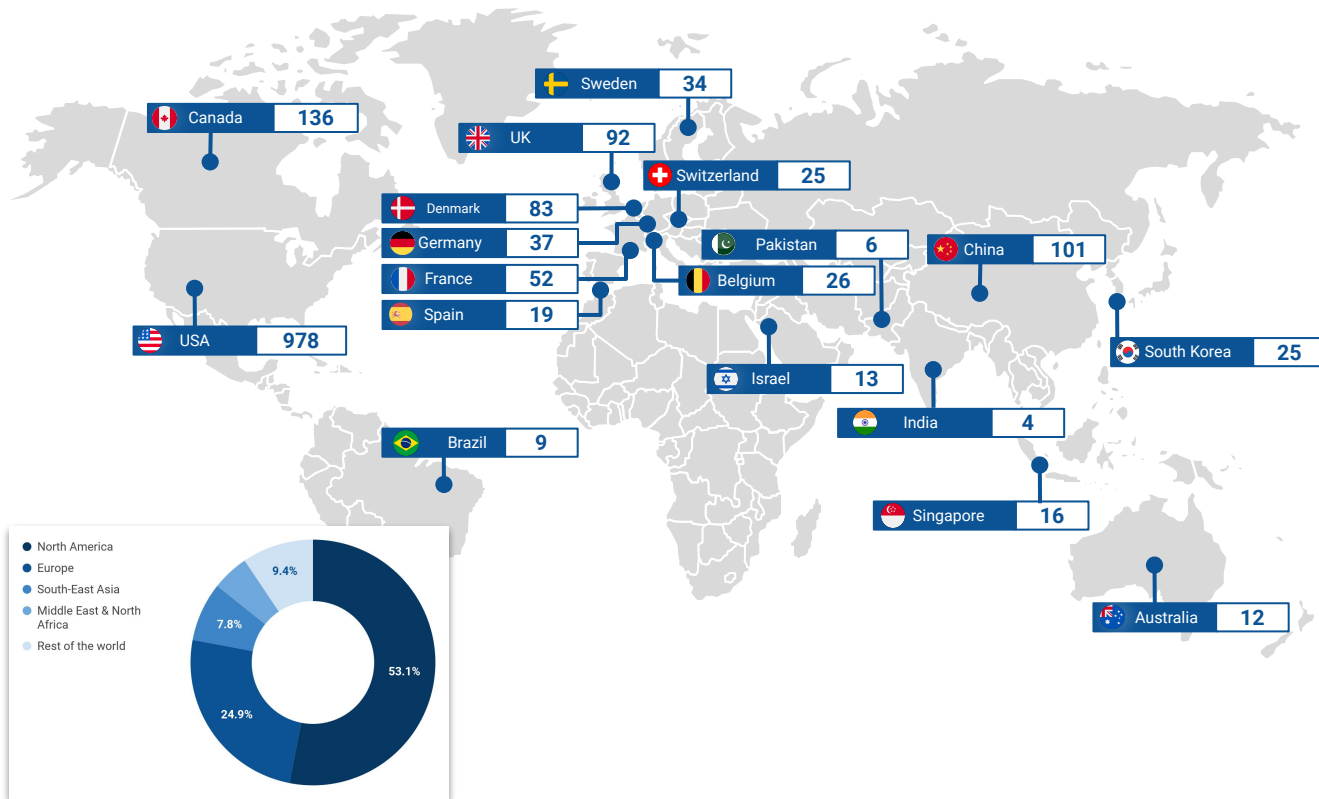 Sweden 34
Canada 136
UK 92
Switzerland 25
Denmark 83
Germany 37
Pakistan 6
China 101
France 52
Belgium 26
Spain 19
USA 978
South Korea 25
Israel 13
India 4
Brazil 9
Singapore 16
Australia 12
North America
Europe
South-East Asia
Middle East & North
Africa
Rest of the world
9.4%
7.8%
53.1%
24.9%